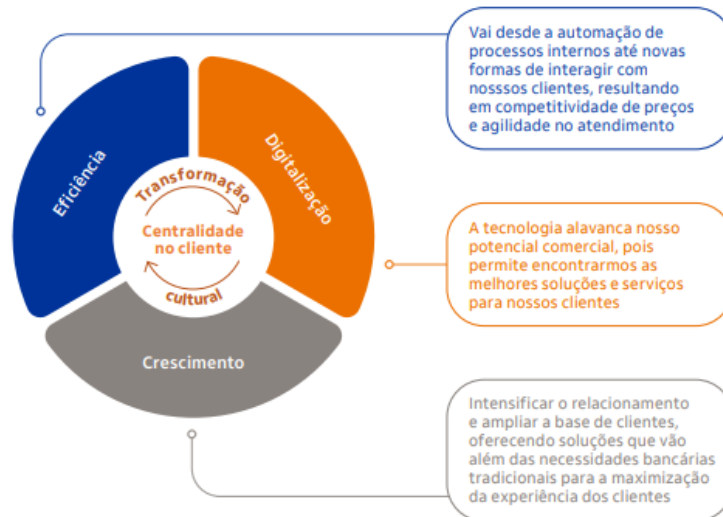 Vai desde a automação de
processos internos até novas
formas de interagir com
nosssos clientes, resultando
em competitividade de preços
e agilidade no atendimento
Eficiência
Digitalização
Transformação
Centralidade
no cliente
cultural
A tecnologia alavanca nosso
potencial comercial, pois
permite encontrarmos as
melhores soluções e serviços
para nossos clientes
Crescimento
Intensificar o relacionamento
e ampliar a base de clientes,
oferecendo soluções que vão
além das necessidades bancárias
tradicionais para a maximização
da experiência dos clientes